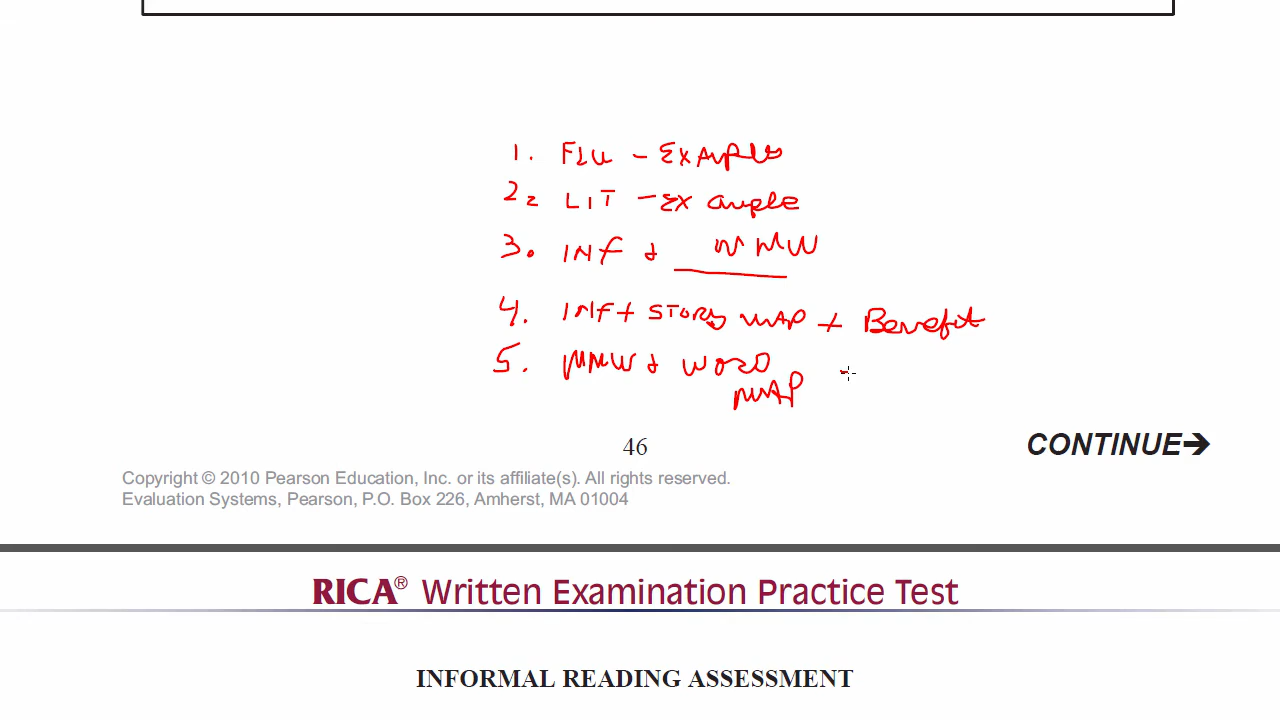 1. FLU - EXAMPLES
2. LIT - EXample
3. INF + MMW
4. INF + STORY MAP + Benefit
5. MMW + WORD
MAP
46
CONTINUE➔
Copyright © 2010 Pearson Education, Inc. or its affiliate(s). All rights reserved.
Evaluation Systems, Pearson, P.O. Box 226, Amherst, MA 01004
RICA® Written Examination Practice Test
INFORMAL READING ASSESSMENT